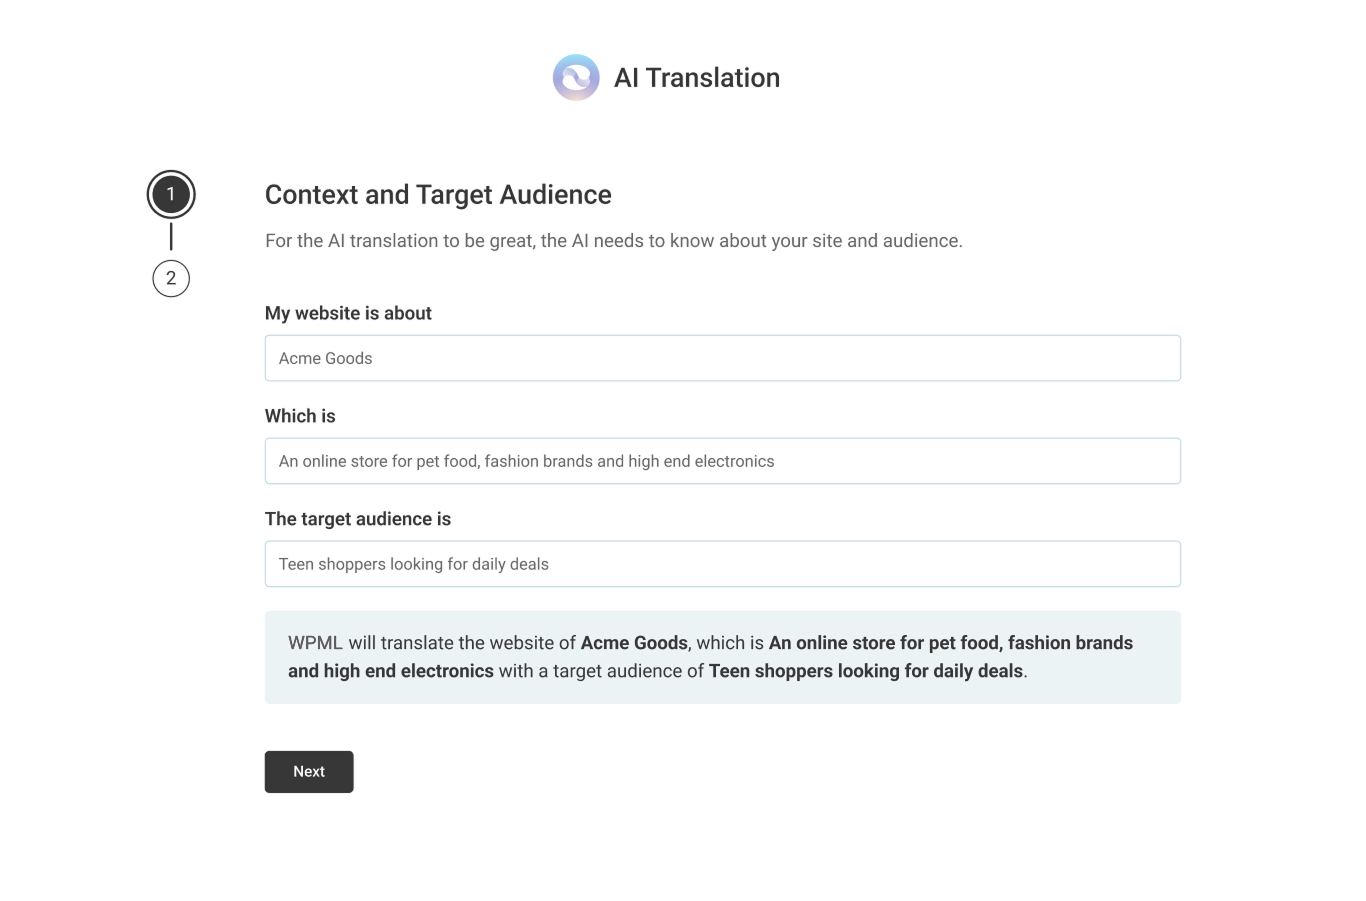 AI Translation
1
Context and Target Audience
For the AI translation to be great, the AI needs to know about your site and audience.
2
My website is about
Acme Goods
Which is
An online store for pet food, fashion brands and high end electronics
The target audience is
Teen shoppers looking for daily deals
WPML will translate the website of Acme Goods, which is An online store for pet food, fashion brands
and high end electronics with a target audience of Teen shoppers looking for daily deals.
Next